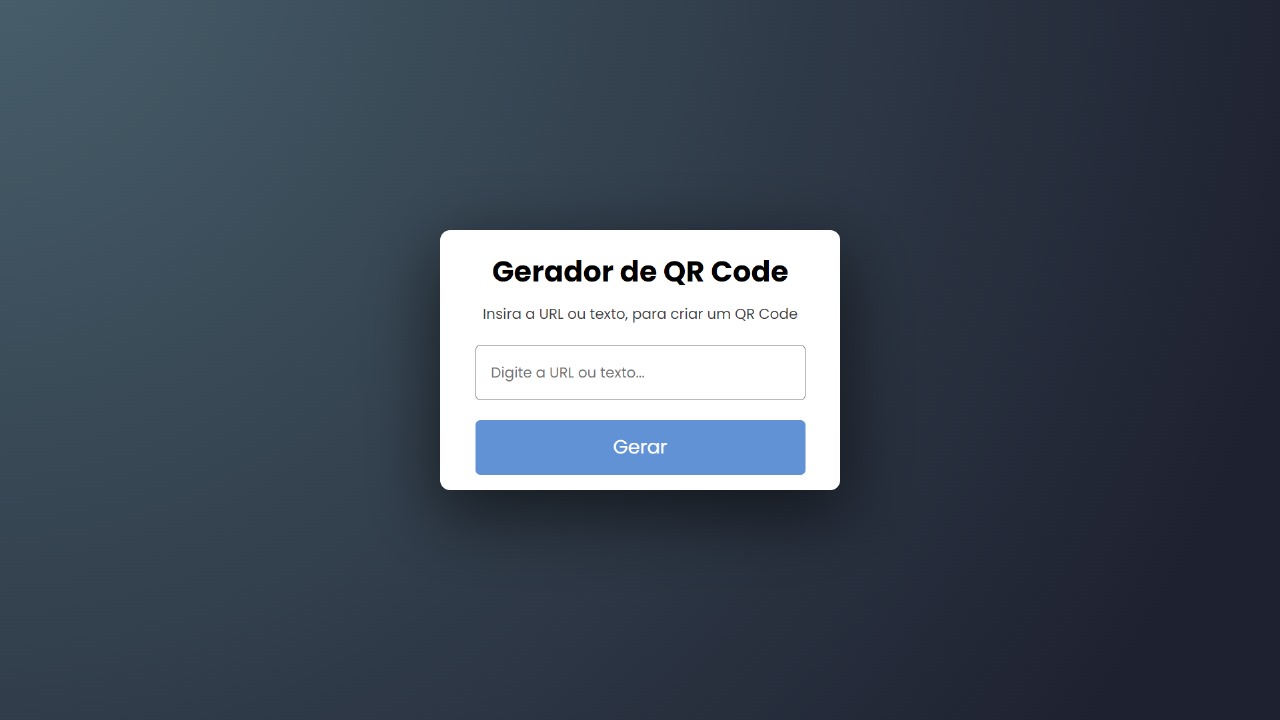 Gerador de QR Code
Insira a URL ou texto, para criar um QR Code
Digite a URL ou texto...
Gerar